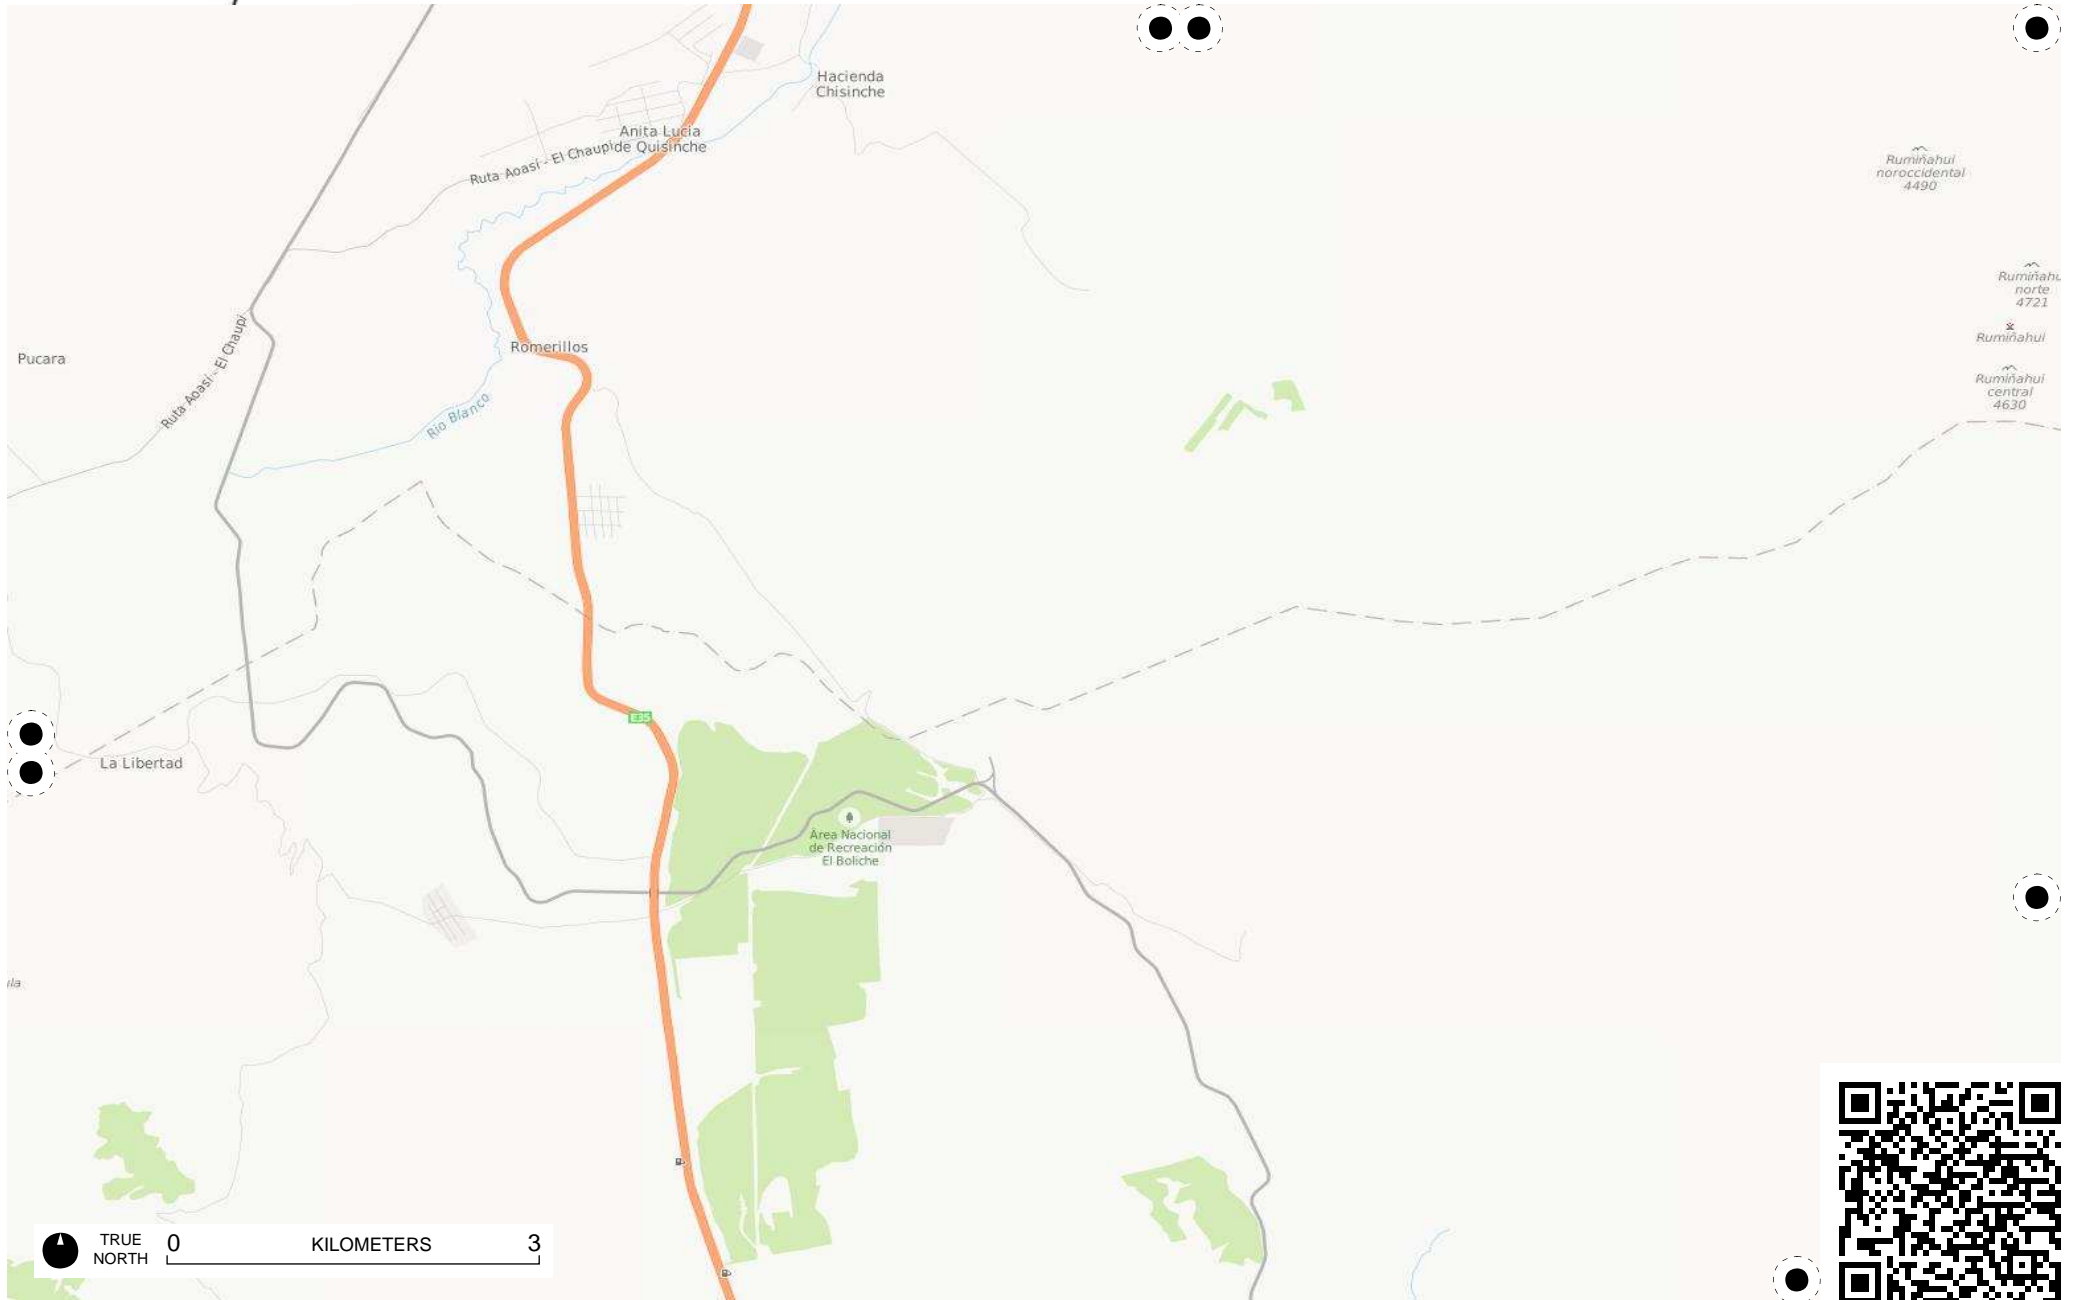 Hacienda
Chisinche
Anita Lucia
de Quisinche
Ruta Aoasí - El Chaupi
Rumiñahui
noroccidental
4490
Rumiñahu
norte
4721
Rumiñahui
Rumiñahui
central
4630
Romerillos
Pucara
Ruta Aoasí - El Chaupi
Río Blanco
E35
La Libertad
Área Nacional
de Recreación
El Boliche
ula
TRUE
NORTH
0 KILOMETERS 3